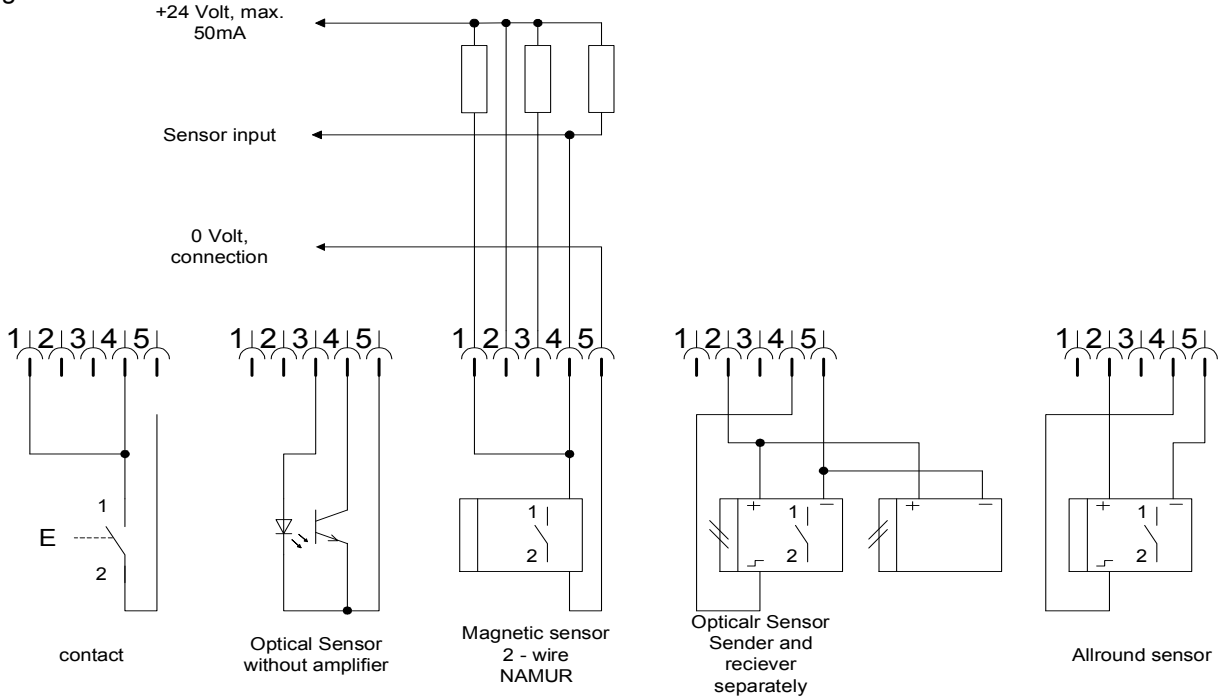 +24 Volt, max.
50mA
Sensor input
0 Volt,
connection
1 2 3 4 5
1 2 3 4 5
1 2 3 4 5
1 2 3 4 5
1 2 3 4 5
E
1
2
1
2
+
1
2
−
+
−
+
1
2
−
contact
Optical Sensor
without amplifier
Magnetic sensor
2 - wire
NAMUR
Opticalr Sensor
Sender and
reciever
separately
Allround sensor